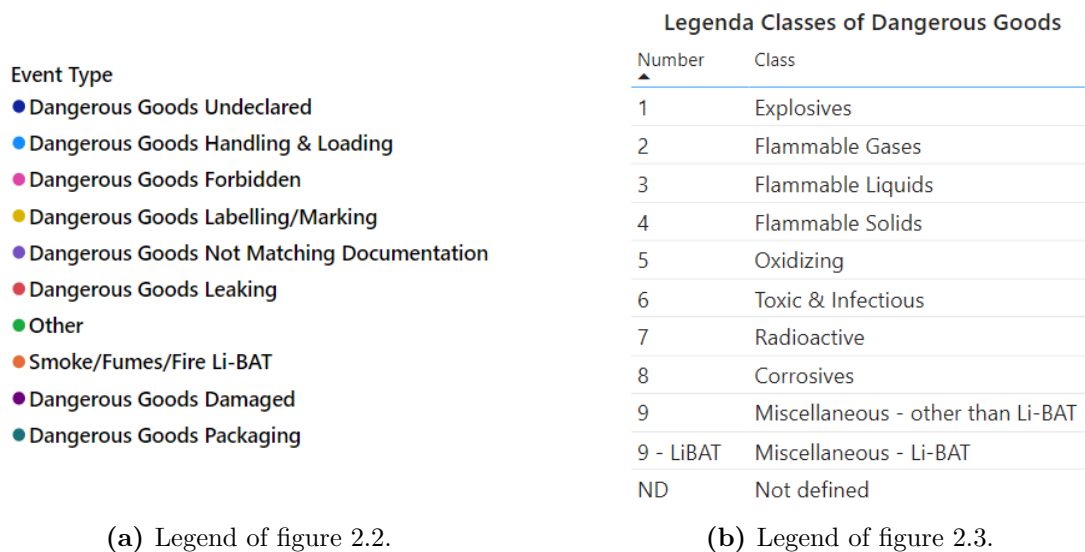 Event Type
Dangerous Goods Undeclared
Dangerous Goods Handling & Loading
Dangerous Goods Forbidden
Dangerous Goods Labelling/Marking
Dangerous Goods Not Matching Documentation
Dangerous Goods Leaking
Other
Smoke/Fumes/Fire Li-BAT
Dangerous Goods Damaged
Dangerous Goods Packaging
(a) Legend of figure 2.2.
Legenda Classes of Dangerous Goods
Number Class
1 Explosives
2 Flammable Gases
3 Flammable Liquids
4 Flammable Solids
5 Oxidizing
6 Toxic & Infectious
7 Radioactive
8 Corrosives
9 Miscellaneous - other than Li-BAT
9 - LiBAT Miscellaneous - Li-BAT
ND Not defined
(b) Legend of figure 2.3.